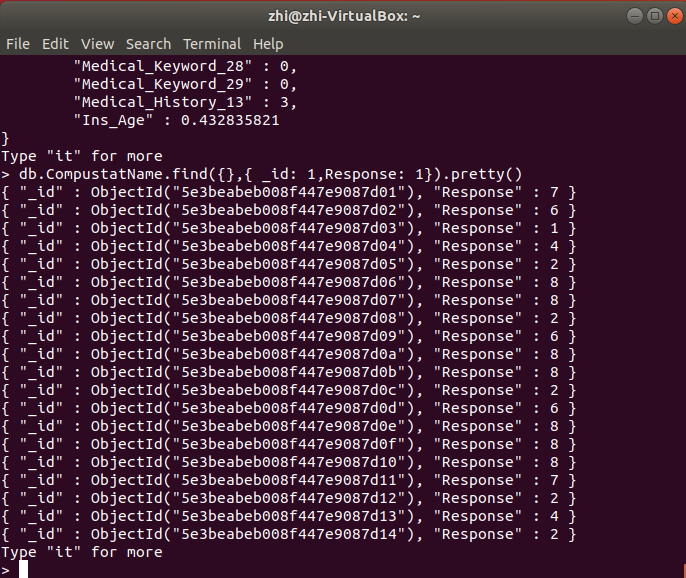 zhi@zhi-VirtualBox: ~
File Edit View Search Terminal Help
"Medical_Keyword_28" : 0,
"Medical_Keyword_29" : 0,
"Medical_History_13" : 3,
"Ins_Age" : 0.432835821
}
Type "it" for more
> db.CompustatName.find({},{ _id: 1,Response: 1}).pretty()
{ "_id" : ObjectId("5e3beabeb008f447e9087d01"), "Response" : 7 }
{ "_id" : ObjectId("5e3beabeb008f447e9087d02"), "Response" : 6 }
{ "_id" : ObjectId("5e3beabeb008f447e9087d03"), "Response" : 1 }
{ "_id" : ObjectId("5e3beabeb008f447e9087d04"), "Response" : 4 }
{ "_id" : ObjectId("5e3beabeb008f447e9087d05"), "Response" : 2 }
{ "_id" : ObjectId("5e3beabeb008f447e9087d06"), "Response" : 8 }
{ "_id" : ObjectId("5e3beabeb008f447e9087d07"), "Response" : 8 }
{ "_id" : ObjectId("5e3beabeb008f447e9087d08"), "Response" : 2 }
{ "_id" : ObjectId("5e3beabeb008f447e9087d09"), "Response" : 6 }
{ "_id" : ObjectId("5e3beabeb008f447e9087d0a"), "Response" : 8 }
{ "_id" : ObjectId("5e3beabeb008f447e9087d0b"), "Response" : 8 }
{ "_id" : ObjectId("5e3beabeb008f447e9087d0c"), "Response" : 2 }
{ "_id" : ObjectId("5e3beabeb008f447e9087d0d"), "Response" : 6 }
{ "_id" : ObjectId("5e3beabeb008f447e9087d0e"), "Response" : 8 }
{ "_id" : ObjectId("5e3beabeb008f447e9087d0f"), "Response" : 8 }
{ "_id" : ObjectId("5e3beabeb008f447e9087d10"), "Response" : 8 }
{ "_id" : ObjectId("5e3beabeb008f447e9087d11"), "Response" : 7 }
{ "_id" : ObjectId("5e3beabeb008f447e9087d12"), "Response" : 2 }
{ "_id" : ObjectId("5e3beabeb008f447e9087d13"), "Response" : 4 }
{ "_id" : ObjectId("5e3beabeb008f447e9087d14"), "Response" : 2 }
Type "it" for more
>